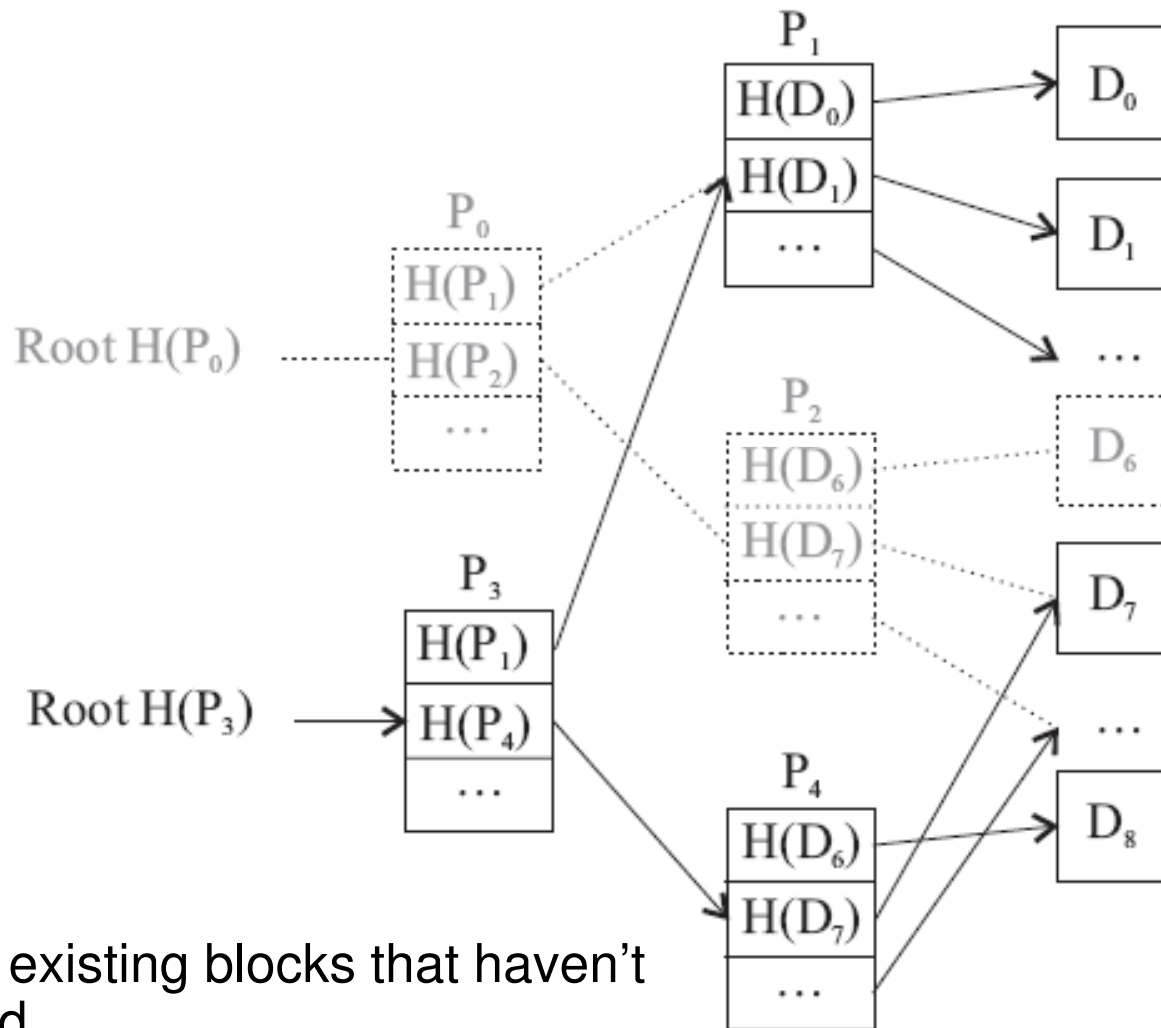 P₁
H(D₀)
H(D₁)
...
D₀
D₁
...
P₀
H(P₁)
H(P₂)
...
Root H(P₀)
P₂
H(D₆)
H(D₇)
...
D₆
D₇
...
D₈
P₃
H(P₁)
H(P₄)
...
Root H(P₃)
P₄
H(D₆)
H(D₇)
...
existing blocks that haven’t